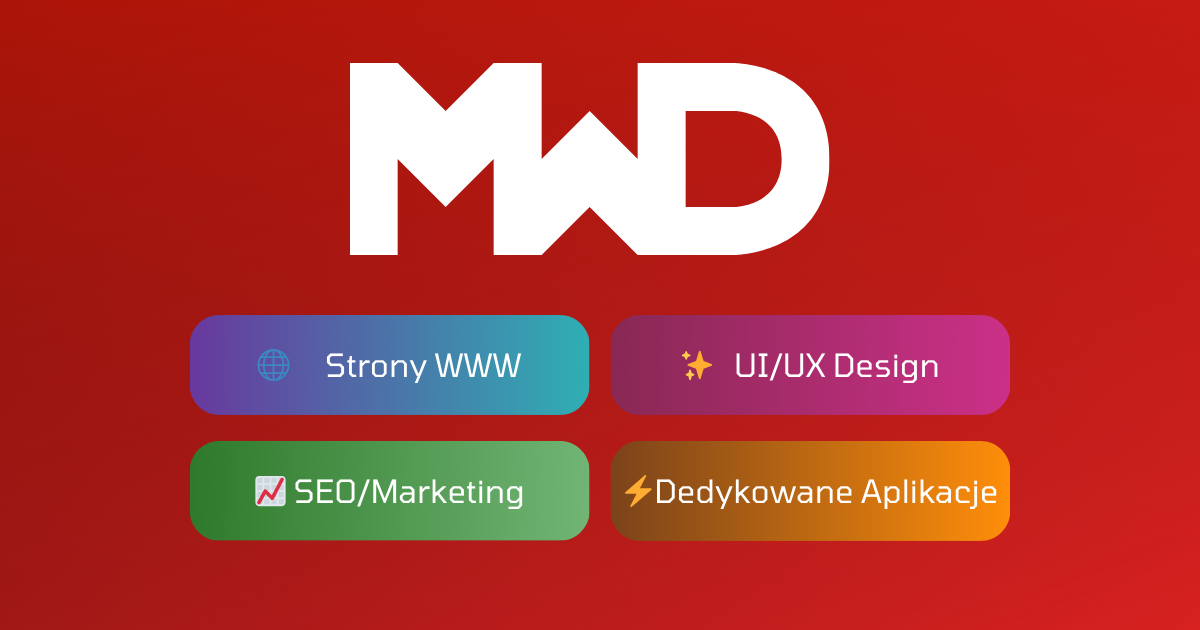 MWD
🌐 Strony WWW
✨ UI/UX Design
📈 SEO/Marketing
⚡Dedykowane Aplikacje